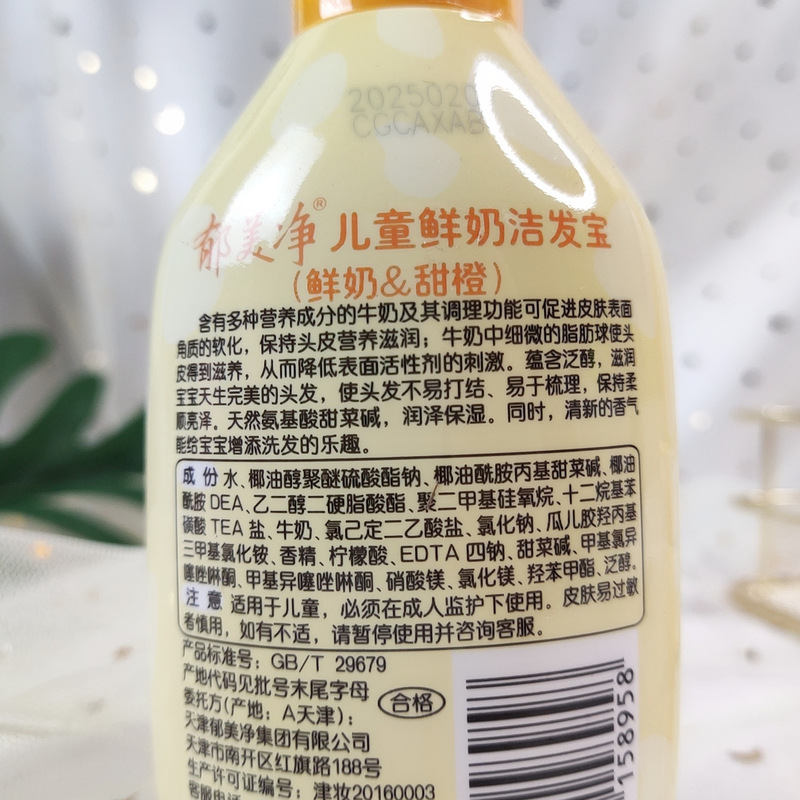 2025020
CGCAXAB
郁美净® 儿童鲜奶洁发宝
(鲜奶&甜橙)
含有多种营养成分的牛奶及其调理功能可促进皮肤表面
角质的软化，保持头皮营养滋润；牛奶中细微的脂肪球使头
皮得到滋养，从而降低表面活性剂的刺激。蕴含泛醇，滋润
宝宝天生完美的头发，使头发不易打结、易于梳理，保持柔
顺亮泽。天然氨基酸甜菜碱，润泽保湿。同时，清新的香气
能给宝宝增添洗发的乐趣。
成 份 水、椰油醇聚醚硫酸酯钠、椰油酰胺丙基甜菜碱、椰油
酰胺 DEA、乙二醇二硬脂酸酯、聚二甲基硅氧烷、十二烷基苯
磺酸 TEA 盐、牛奶、氯己定二乙酸盐、氯化钠、瓜儿胶羟丙基
三甲基氯化铵、香精、柠檬酸、EDTA 四钠、甜菜碱、甲基氯异
噻唑啉酮、甲基异噻唑啉酮、硝酸镁、氯化镁、羟苯甲酯、泛醇。
注 意 适用于儿童，必须在成人监护下使用。皮肤易过敏
者慎用，如有不适，请暂停使用并咨询客服。
产品标准号：GB/T 29679
产地代码见批号末尾字母
合格
委托方(产地：A天津)：
天津郁美净集团有限公司
天津市南开区红旗路188号
生产许可证编号：津妆20160003
客服电话
158958